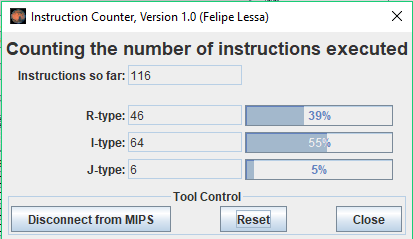 Instruction Counter, Version 1.0 (Felipe Lessa)
Counting the number of instructions executed
Instructions so far: 116
R-type: 46 39%
I-type: 64 55%
J-type: 6 5%
Tool Control
Disconnect from MIPS Reset Close